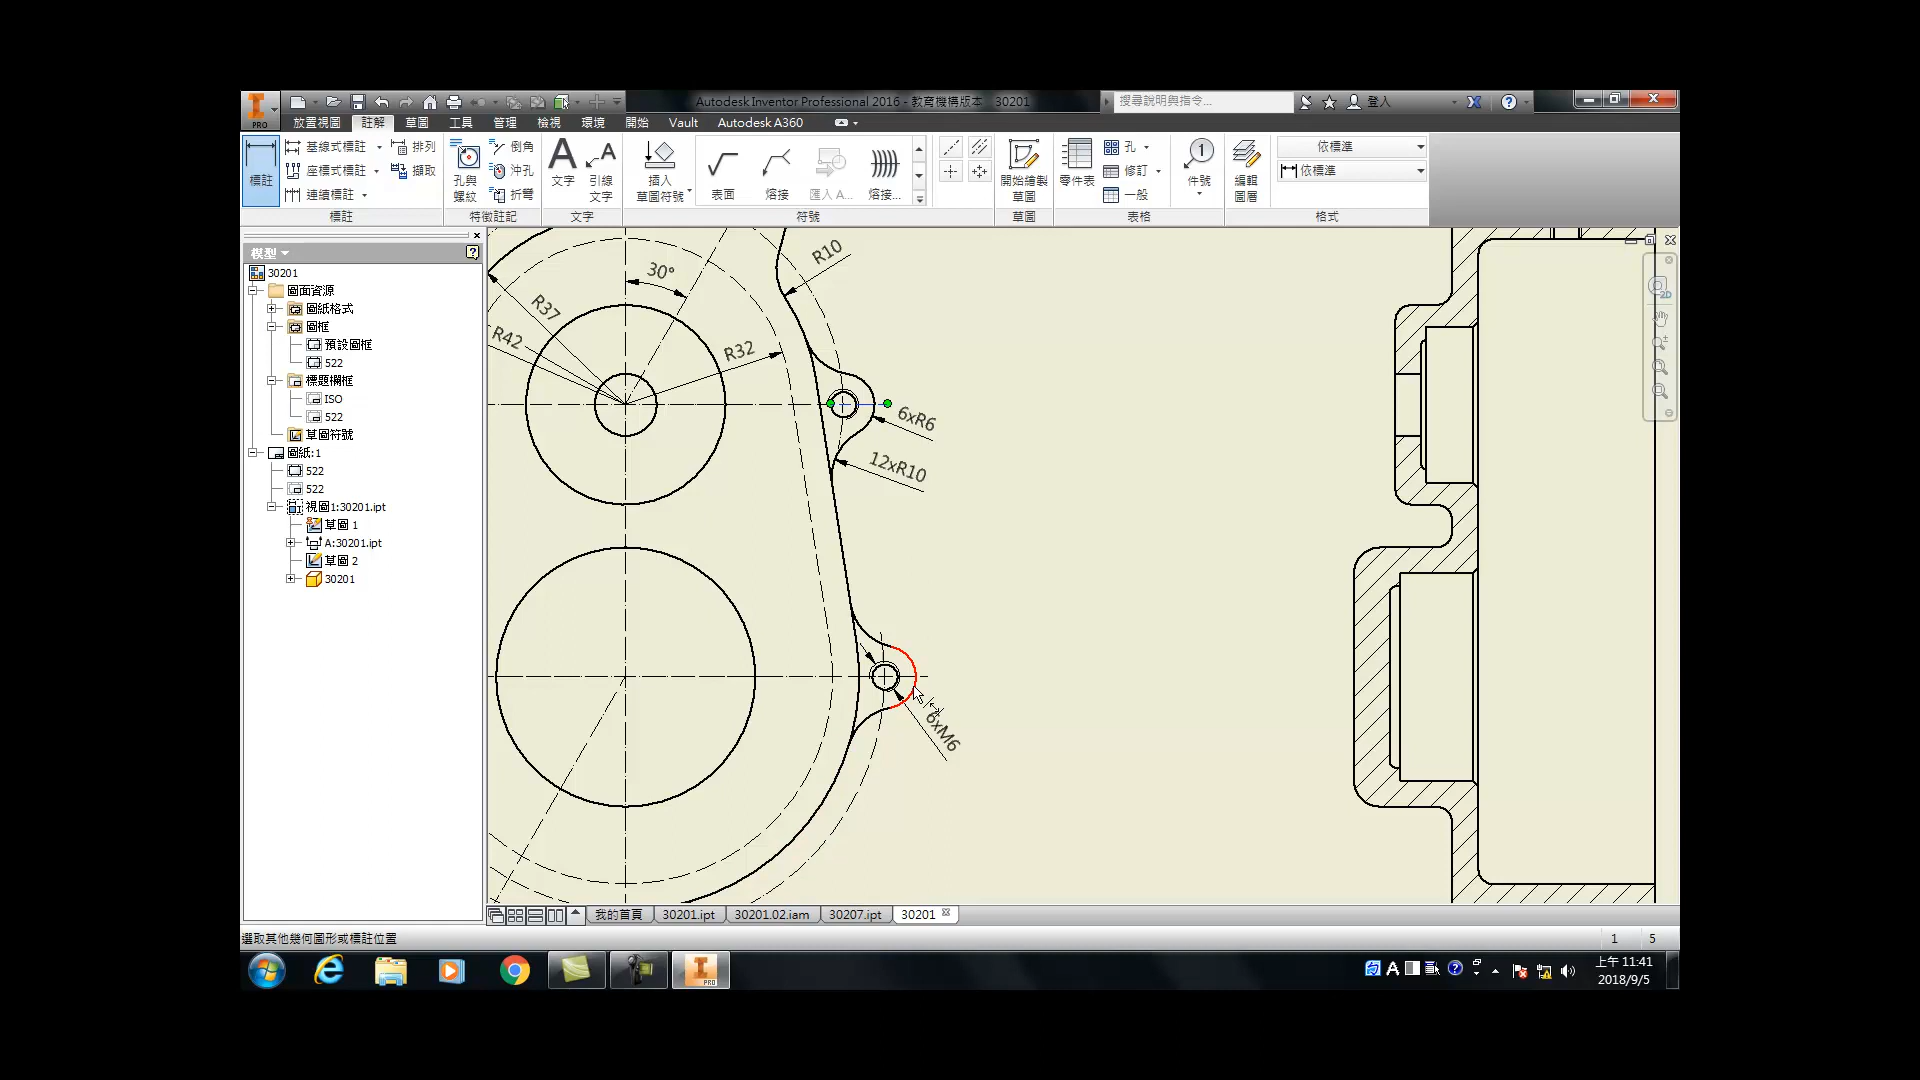 Autodesk Inventor Professional 2016 - 教育機構版本 30201
搜尋說明與指令...
登入
PRO
放置視圖 註解 草圖 工具 管理 檢視 環境 開始 Vault Autodesk A360
標註
基線式標註
座標式標註
連續標註
排列
擷取
標註
孔與
螺紋
倒角
沖孔
折彎
特徵註記
A
文字
引線
文字
文字
插入
草圖符號
表面
熔接
匯入 A...
熔接...
符號
開始繪製
草圖
草圖
零件表
孔
修訂
一般
表格
1
件號
編輯
圖層
依標準
依標準
格式
模型
30201
圖面資源
圖紙格式
圖框
預設圖框
522
標題欄框
ISO
522
草圖符號
圖紙:1
522
522
視圖1:30201.ipt
草圖 1
A:30201.ipt
草圖 2
30201
R10
30°
R37
R42
R32
6xR6
12xR10
6xM6
2D
我的首頁 30201.ipt 30201.02.iam 30207.ipt 30201
選取其他幾何圖形或標註位置
1 5
PRO
A
上午 11:41
2018/9/5